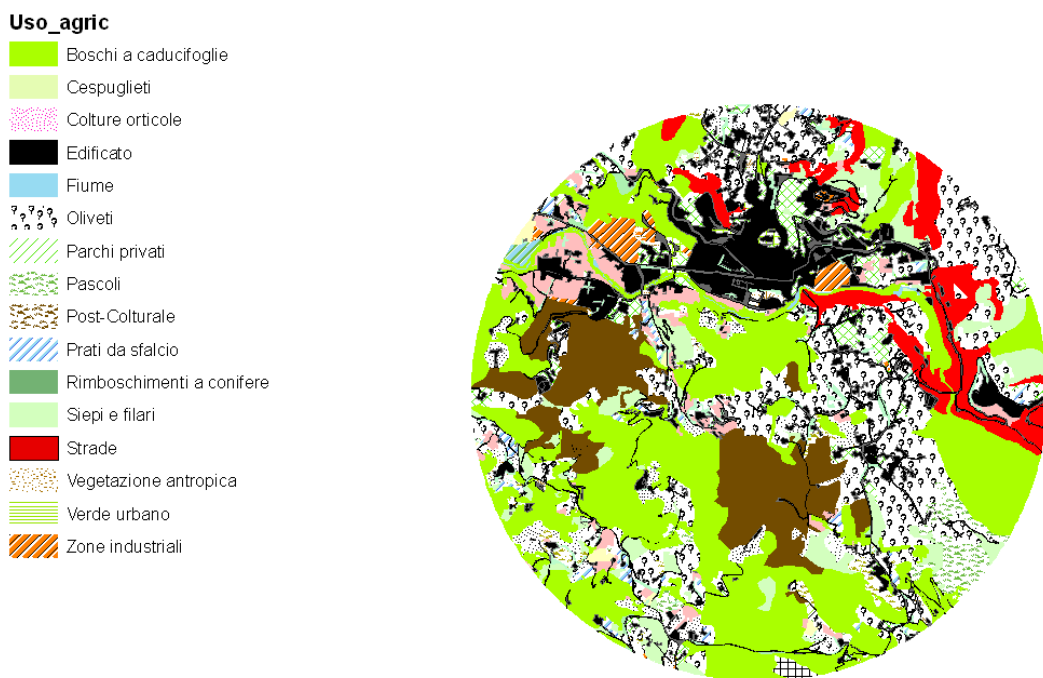 Uso_agric
Boschi a caducifoglie
Cespuglieti
Colture orticole
Edificato
Fiume
Oliveti
Parchi privati
Pascoli
Post-Colturale
Prati da sfalcio
Rimboschimenti a conifere
Siepi e filari
Strade
Vegetazione antropica
Verde urbano
Zone industriali